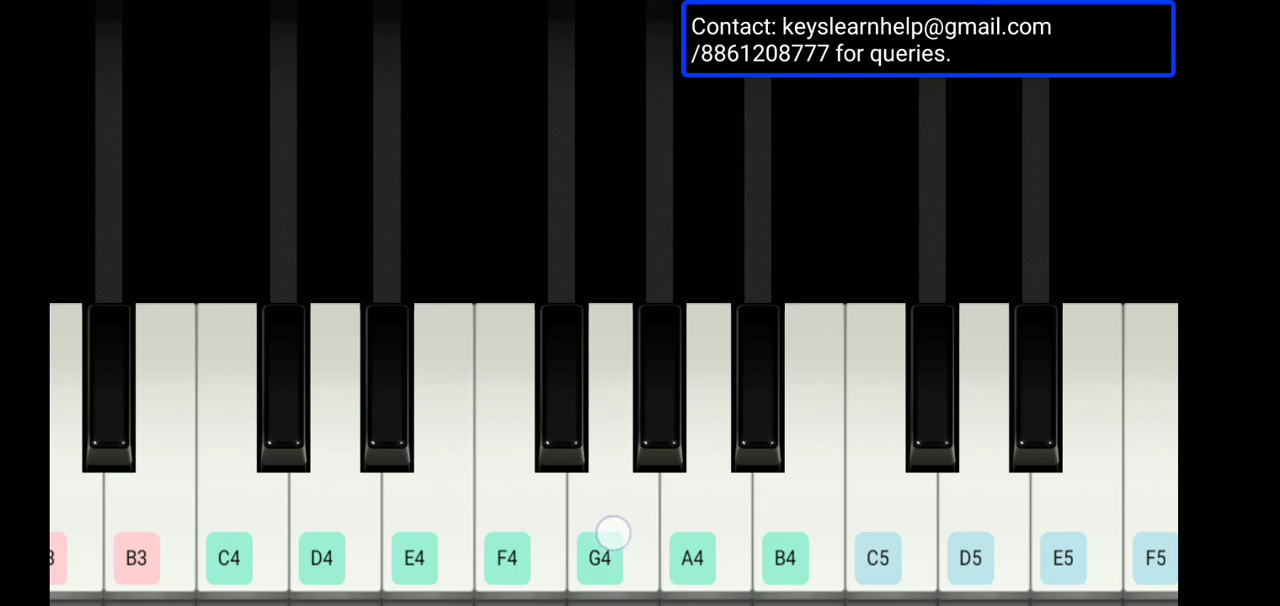 Contact: keyslearnhelp@gmail.com
/8861208777 for queries.
3 B3 C4 D4 E4 F4 G4 A4 B4 C5 D5 E5 F5